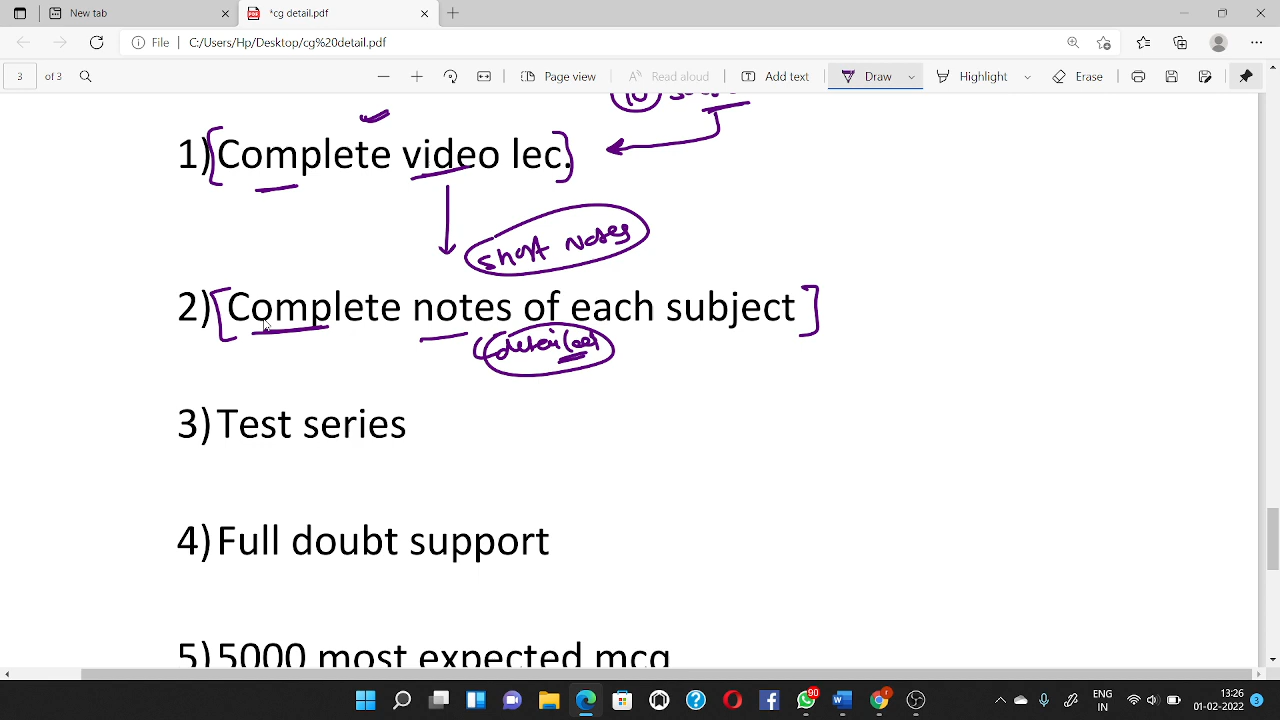 New tab
*cg detail.pdf
File C:/Users/Hp/Desktop/cg%20detail.pdf
3 of 3 Page view Read aloud Add text Draw Highlight Erase
10
1) [Complete video lec.]
Short Notes
2) [Complete notes of each subject]
(detailed)
3) Test series
4) Full doubt support
5) 5000 most expected mcq
90
ENG
IN
13:26
01-02-2022
3